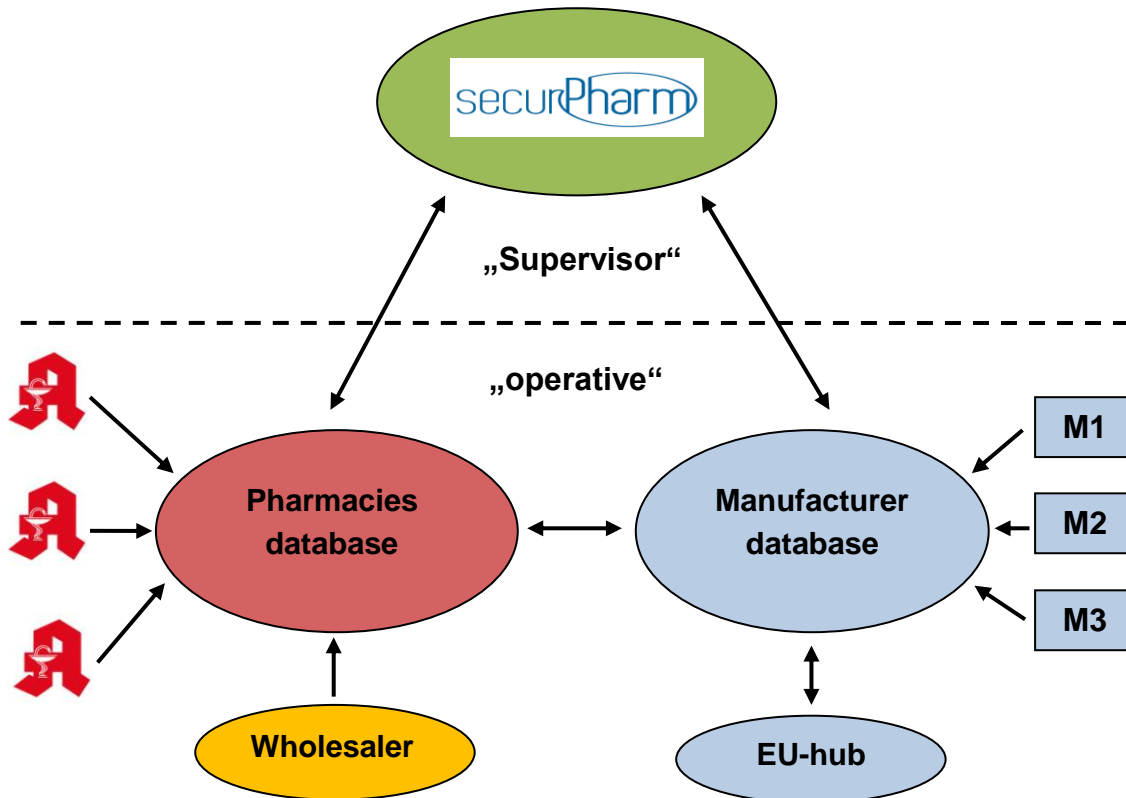 securPharm
„Supervisor“
„operative“
Pharmacies
database
Manufacturer
database
M1
M2
M3
Wholesaler
EU-hub